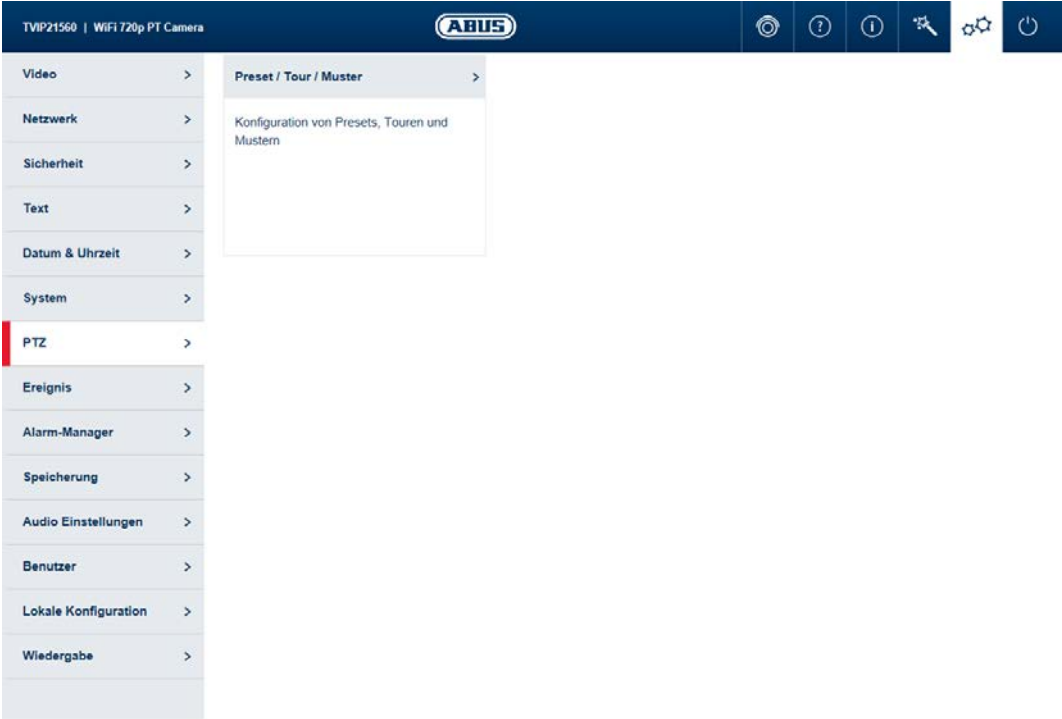 TVIP21560 | WiFi 720p PT Camera
ABUS
Video
Netzwerk
Sicherheit
Text
Datum & Uhrzeit
System
PTZ
Ereignis
Alarm-Manager
Speicherung
Audio Einstellungen
Benutzer
Lokale Konfiguration
Wiedergabe
Preset / Tour / Muster
Konfiguration von Presets, Touren und
Mustern